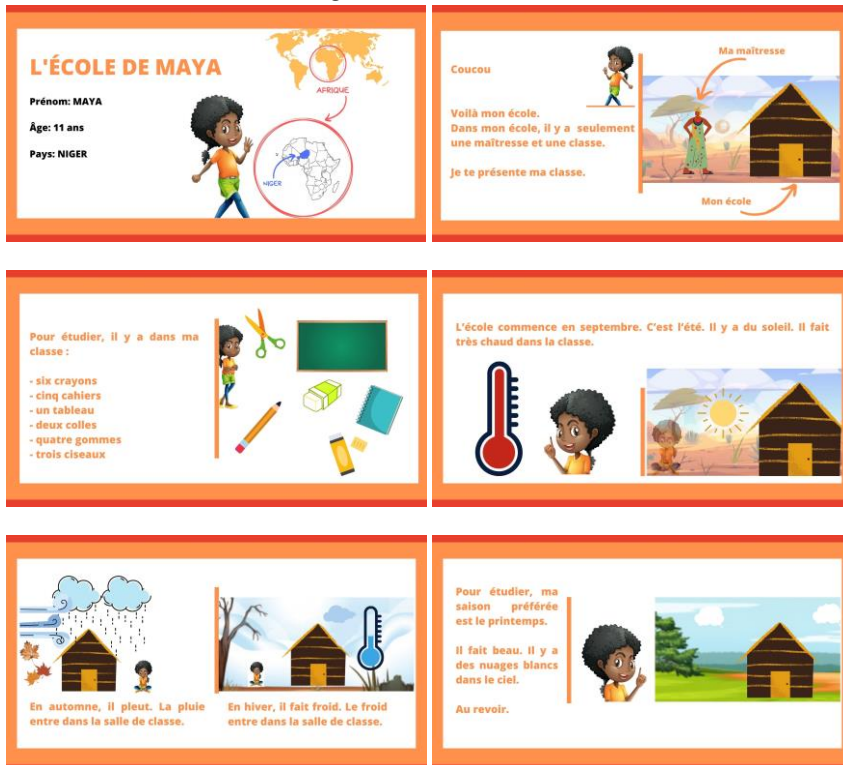 L'ÉCOLE DE MAYA
Prénom: MAYA
Âge: 11 ans
Pays: NIGER
AFRIQUE
NIGER
Coucou
Voilà mon école.
Dans mon école, il y a seulement
une maîtresse et une classe.
Je te présente ma classe.
Ma maîtresse
Mon école
Pour étudier, il y a dans ma
classe :
- six crayons
- cinq cahiers
- un tableau
- deux colles
- quatre gommes
- trois ciseaux
L'école commence en septembre. C'est l'été. Il y a du soleil. Il fait
très chaud dans la classe.
En automne, il pleut. La pluie
entre dans la salle de classe.
En hiver, il fait froid. Le froid
entre dans la salle de classe.
Pour étudier, ma
saison préférée
est le printemps.
Il fait beau. Il y a
des nuages blancs
dans le ciel.
Au revoir.